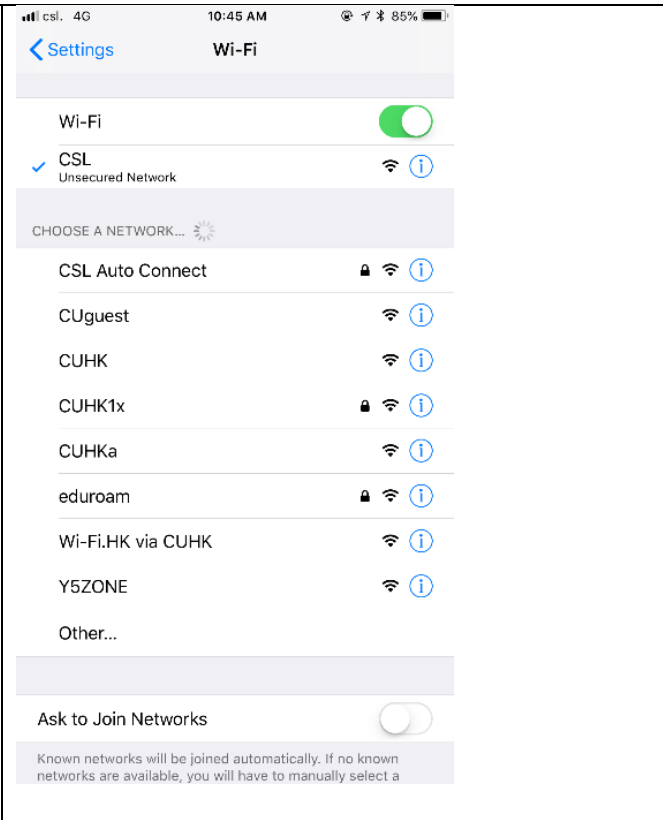 csl. 4G 10:45 AM 85%
Settings Wi-Fi
Wi-Fi
CSL
Unsecured Network
CHOOSE A NETWORK...
CSL Auto Connect
CUguest
CUHK
CUHK1x
CUHKa
eduroam
Wi-Fi.HK via CUHK
Y5ZONE
Other...
Ask to Join Networks
Known networks will be joined automatically. If no known
networks are available, you will have to manually select a